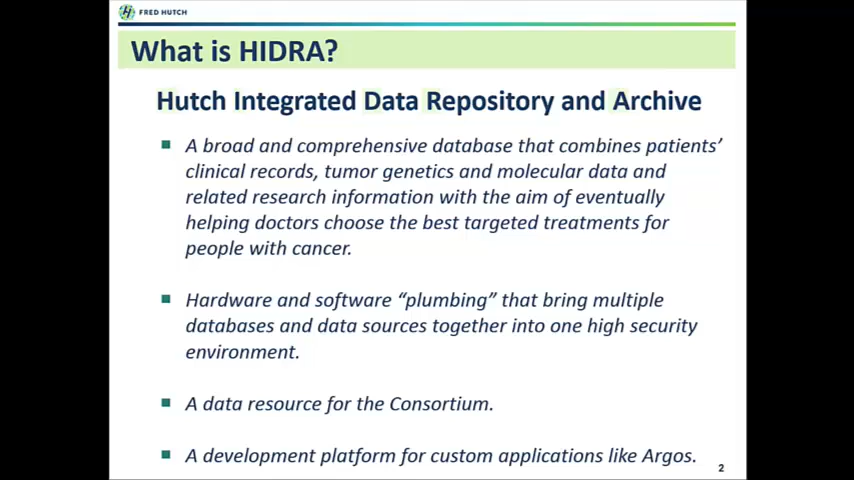 FRED HUTCH
What is HIDRA?
Hutch Integrated Data Repository and Archive
A broad and comprehensive database that combines patients’
clinical records, tumor genetics and molecular data and
related research information with the aim of eventually
helping doctors choose the best targeted treatments for
people with cancer.
Hardware and software “plumbing” that bring multiple
databases and data sources together into one high security
environment.
A data resource for the Consortium.
A development platform for custom applications like Argos.
2